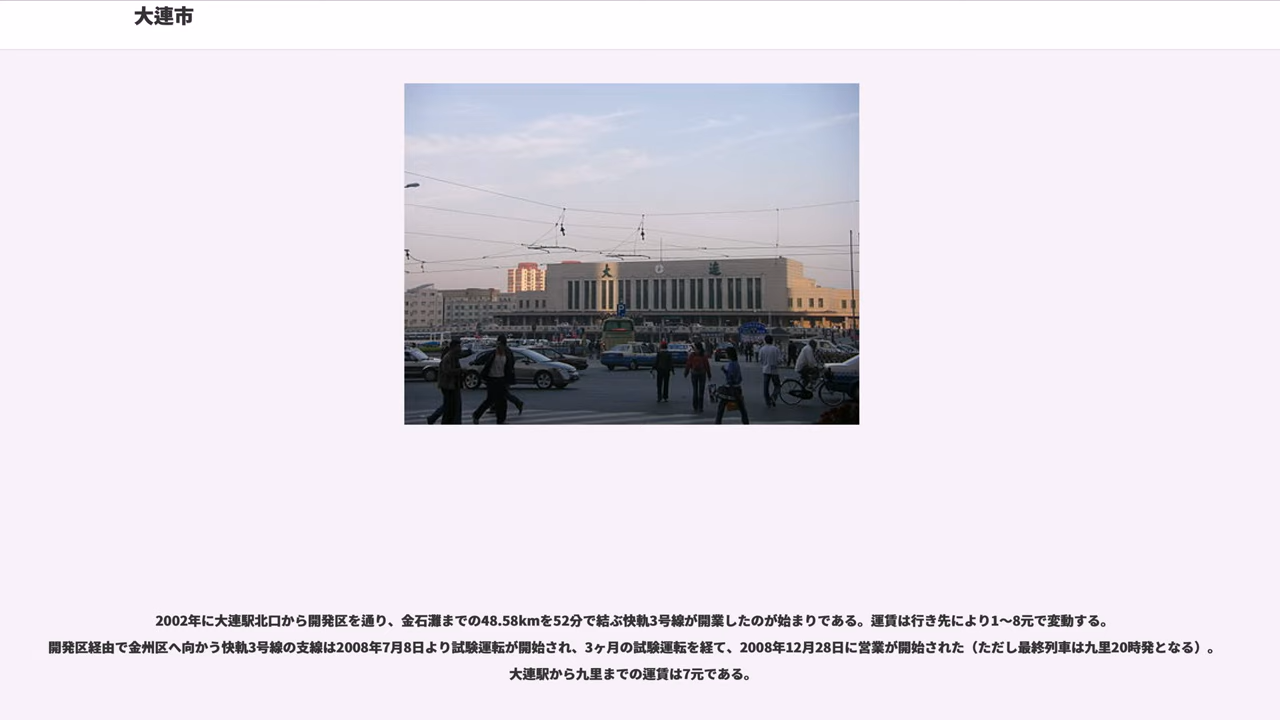 大連市
大 連
P
2002年に大連駅北口から開発区を通り、金石灘までの48.58kmを52分で結ぶ快軌3号線が開業したのが始まりである。運賃は行き先により1〜8元で変動する。
開発区経由で金州区へ向かう快軌3号線の支線は2008年7月8日より試験運転が開始され、3ヶ月の試験運転を経て、2008年12月28日に営業が開始された（ただし最終列車は九里20時発となる）。
大連駅から九里までの運賃は7元である。